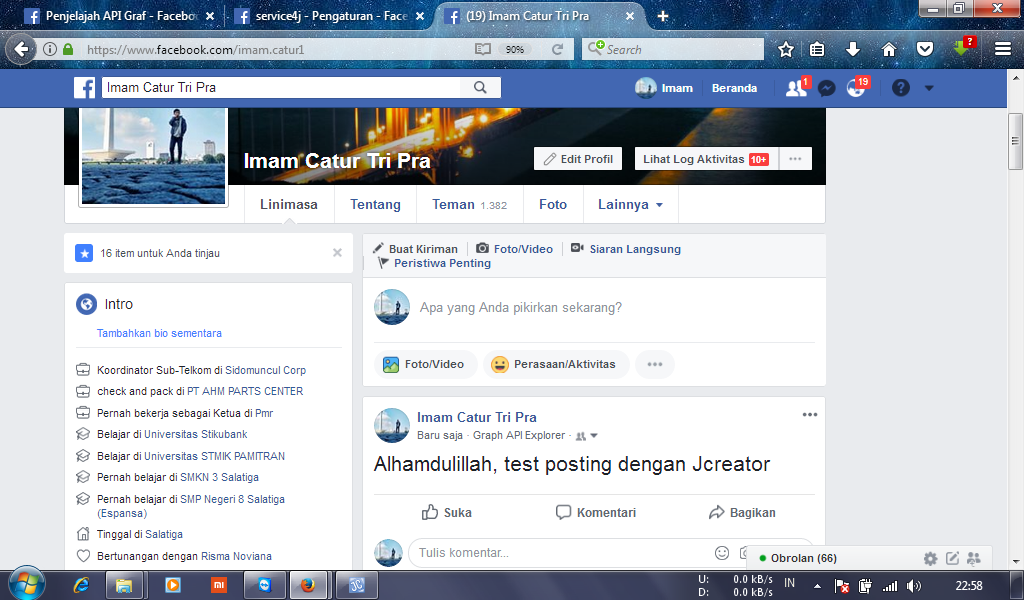 Penjelajah API Graf - Facebo
service4j - Pengaturan - Face
(19) Imam Catur Tri Pra
https://www.facebook.com/imam.catur1
90%
Search
Imam Catur Tri Pra
Imam
Beranda
1
19
Imam Catur Tri Pra
Edit Profil
Lihat Log Aktivitas 10+
Linimasa
Tentang
Teman 1.382
Foto
Lainnya
16 item untuk Anda tinjau
Buat Kiriman
Foto/Video
Siaran Langsung
Peristiwa Penting
Intro
Tambahkan bio sementara
Apa yang Anda pikirkan sekarang?
Foto/Video
Perasaan/Aktivitas
Koordinator Sub-Telkom di Sidomuncul Corp
check and pack di PT AHM PARTS CENTER
Pernah bekerja sebagai Ketua di Pmr
Belajar di Universitas Stikubank
Belajar di Universitas STMIK PAMITRAN
Pernah belajar di SMKN 3 Salatiga
Pernah belajar di SMP Negeri 8 Salatiga
(Espansa)
Tinggal di Salatiga
Bertunangan dengan Risma Noviana
Imam Catur Tri Pra
Baru saja · Graph API Explorer ·
Alhamdulillah, test posting dengan Jcreator
Suka
Komentari
Bagikan
Tulis komentar...
Obrolan (66)
U: 0.0 kB/s
D: 0.0 kB/s
IN
22:58